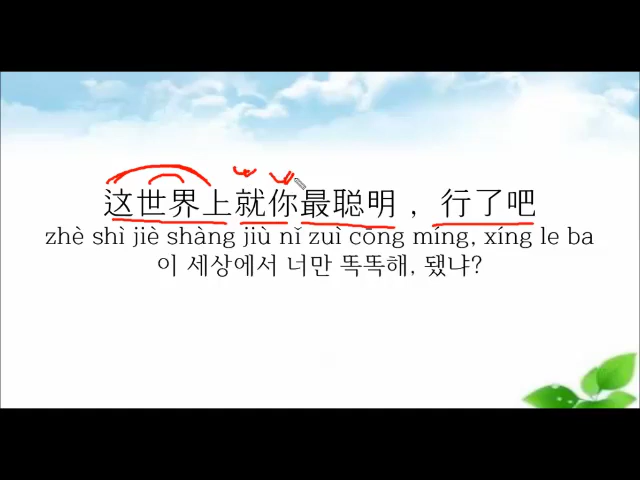 这世界上就你最聪明，行了吧
zhè shì jiè shàng jiù nǐ zuì cōng míng, xíng le ba
이 세상에서 너만 똑똑해, 됐냐?